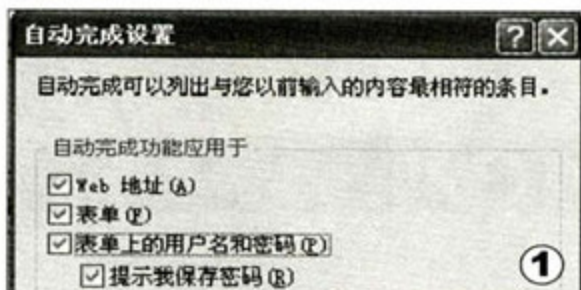 自动完成设置
自动完成可以列出与您以前输入的内容最相符的条目。
自动完成功能应用于
Web 地址(A)
表单(F)
表单上的用户名和密码(P)
提示我保存密码(R)
①